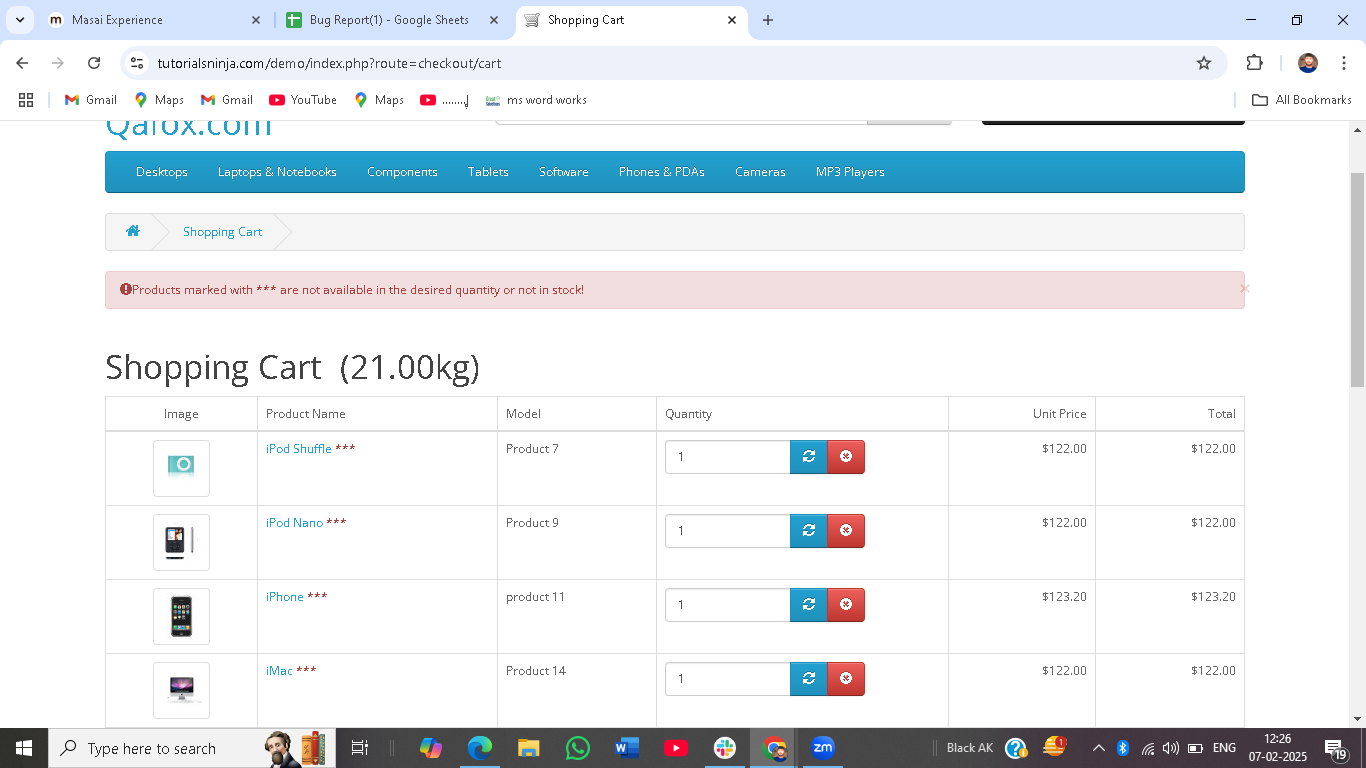 Masai Experience
Bug Report(1) - Google Sheets
Shopping Cart
tutorialsninja.com/demo/index.php?route=checkout/cart
Gmail
Maps
Gmail
YouTube
Maps
ms word works
All Bookmarks
Qafox.com
Desktops
Laptops & Notebooks
Components
Tablets
Software
Phones & PDAs
Cameras
MP3 Players
Shopping Cart
Products marked with *** are not available in the desired quantity or not in stock!
×
Shopping Cart (21.00kg)
Image Product Name Model Quantity Unit Price Total
iPod Shuffle *** Product 7 1 $122.00 $122.00
iPod Nano *** Product 9 1 $122.00 $122.00
iPhone *** product 11 1 $123.20 $123.20
iMac *** Product 14 1 $122.00 $122.00
Type here to search
zm
Black AK
1
ENG
12:26
07-02-2025
19